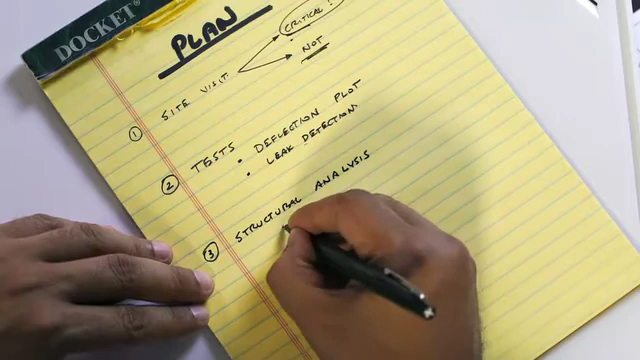 DOCKET®
PLAN
① SITE VISIT
CRITICAL!
NOT
② TESTS • DEFLECTION PLOT
• LEAK DETECTION
③ STRUCTURAL ANALYSIS